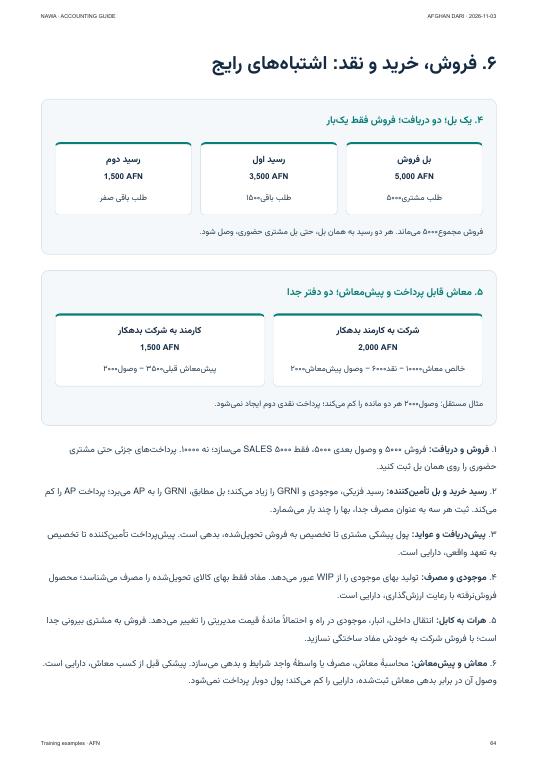 NAWA · ACCOUNTING GUIDE
AFGHAN DARI · 2026-11-03
۶. فروش، خرید و نقد: اشتباه‌های رایج
۴. یک بل؛ دو دریافت؛ فروش فقط یک‌بار
بل فروش
5,000 AFN
طلب مشتری۵۰۰۰
رسید اول
3,500 AFN
طلب باقی۱۵۰۰
رسید دوم
1,500 AFN
طلب باقی صفر
فروش مجموع۵۰۰۰ می‌ماند. هر دو رسید به همان بل، حتی بل مشتری حضوری، وصل شود.
۵. معاش قابل پرداخت و پیش‌معاش؛ دو دفتر جدا
شرکت به کارمند بدهکار
2,000 AFN
خالص معاش۱۰۰۰۰ − نقد۶۰۰۰ − وصول پیش‌معاش۲۰۰۰
کارمند به شرکت بدهکار
1,500 AFN
پیش‌معاش قبلی۳۵۰۰ − وصول۲۰۰۰
مثال مستقل: وصول۲۰۰۰ هر دو مانده را کم می‌کند؛ پرداخت نقدی دوم ایجاد نمی‌شود.
۱. فروش و دریافت: فروش ۵۰۰۰ و وصول بعدی ۵۰۰۰، فقط SALES ۵۰۰۰ می‌سازد؛ نه ۱۰۰۰۰. پرداخت‌های جزئی حتی مشتری
حضوری را روی همان بل ثبت کنید.
۲. رسید خرید و بل تأمین‌کننده: رسید فزیکی، موجودی و GRNI را زیاد می‌کند؛ بل مطابق، GRNI را به AP می‌برد؛ پرداخت AP را کم
می‌کند. ثبت هر سه به عنوان مصرف جدا، بها را چند بار می‌شمارد.
۳. پیش‌دریافت و عواید: پول پیشکی مشتری تا تخصیص به فروش تحویل‌شده، بدهی است. پیش‌پرداخت تأمین‌کننده تا تخصیص
به تعهد واقعی، دارایی است.
۴. موجودی و مصرف: تولید بهای موجودی را از WIP عبور می‌دهد. مفاد فقط بهای کالای تحویل‌شده را مصرف می‌شناسد؛ محصول
فروش‌نرفته با رعایت ارزش‌گذاری، دارایی است.
۵. هرات به کابل: انتقال داخلی، انبار، موجودی در راه و احتمالاً ماندهٔ قیمت مدیریتی را تغییر می‌دهد. فروش به مشتری بیرونی جدا
است؛ با فروش شرکت به خودش مفاد ساختگی نسازید.
۶. معاش و پیش‌معاش: محاسبهٔ معاش، مصرف یا واسطهٔ واجد شرایط و بدهی می‌سازد. پیشکی قبل از کسب معاش، دارایی است.
وصول آن در برابر بدهی معاش ثبت‌شده، دارایی را کم می‌کند؛ پول دوبار پرداخت نمی‌شود.
Training examples · AFN
64